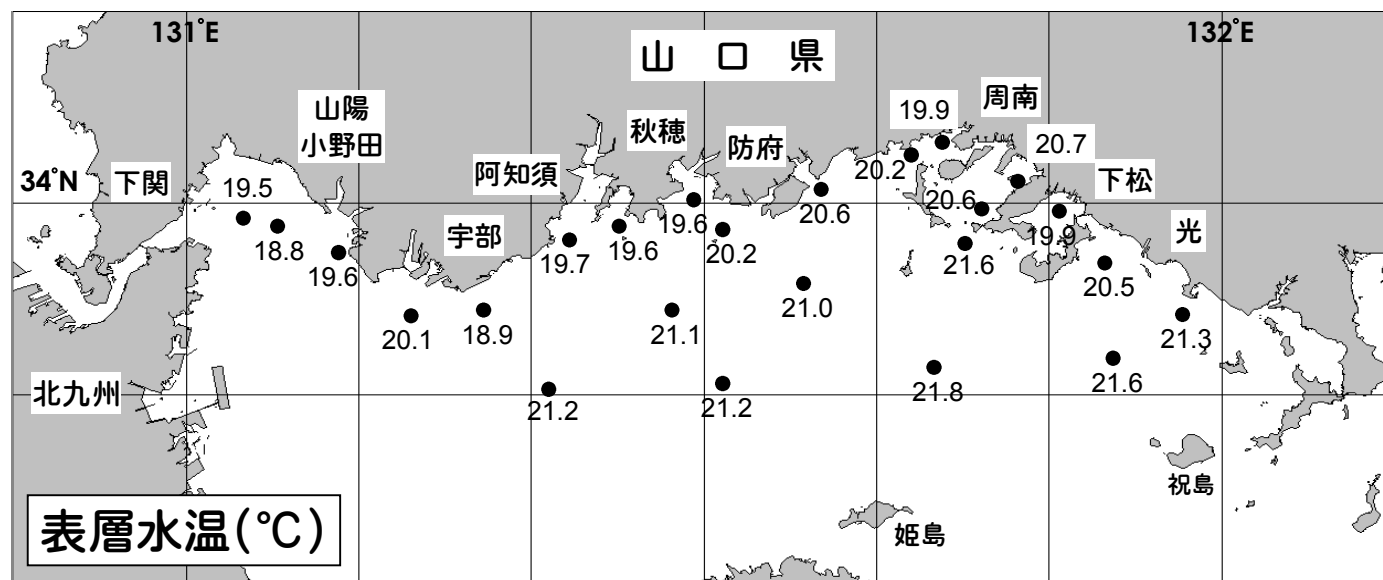 131°E
132°E
山 口 県
山陽
小野田
秋穂
防府
19.9
周南
20.7
20.2
下松
34°N
下関
19.5
阿知須
20.6
20.6
光
18.8
宇部
19.6
19.6
19.7
19.6
20.2
19.9
21.6
20.5
20.1
18.9
21.1
21.0
21.3
北九州
21.2
21.2
21.8
21.6
祝島
姫島
表層水温(℃)